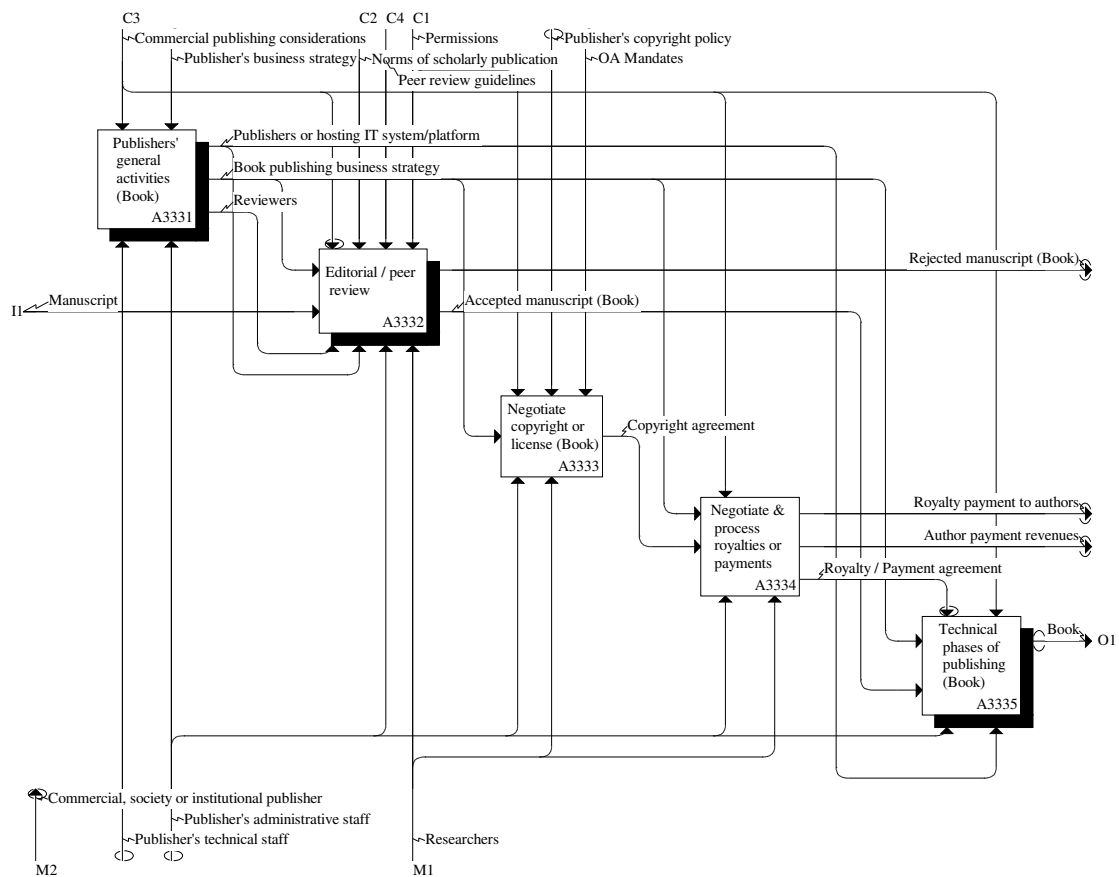 C3
C2
C4
C1
Commercial publishing considerations
Permissions
Publisher's copyright policy
Publisher's business strategy
Norms of scholarly publication
OA Mandates
Peer review guidelines
Publishers'
general
activities
(Book)
A3331
Publishers or hosting IT system/platform
Book publishing business strategy
Reviewers
Editorial / peer
review
A3332
Rejected manuscript (Book)
I1
Manuscript
Accepted manuscript (Book)
Negotiate
copyright or
license (Book)
A3333
Copyright agreement
Negotiate &
process
royalties or
payments
A3334
Royalty payment to authors
Author payment revenues
Royalty / Payment agreement
Technical
phases of
publishing
(Book)
A3335
Book
O1
Commercial, society or institutional publisher
Publisher's administrative staff
Publisher's technical staff
Researchers
M2
M1